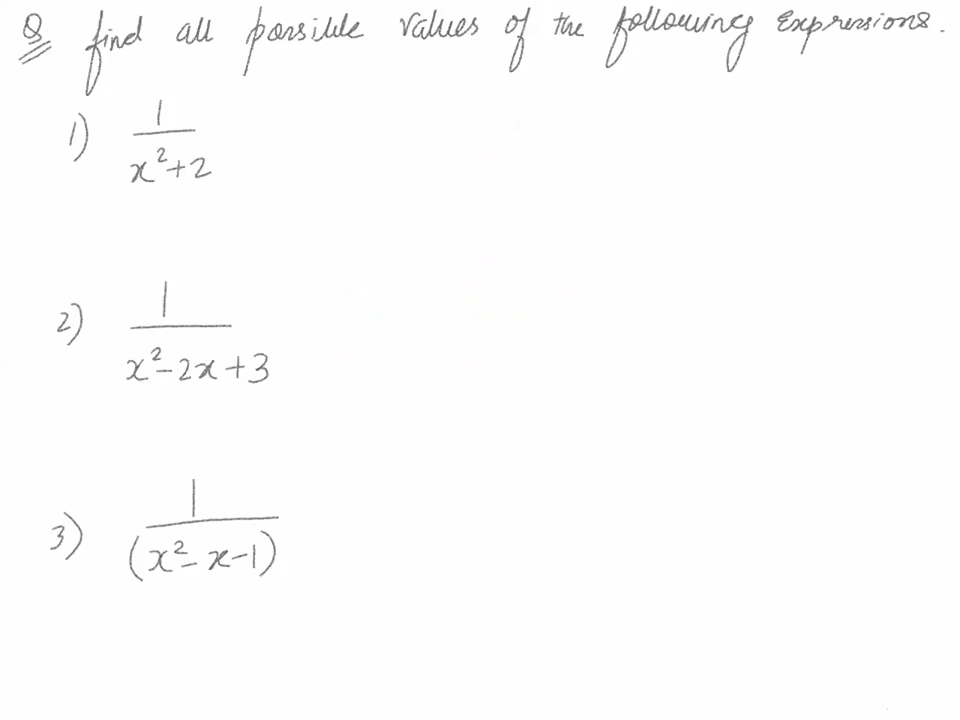 Q find all possible values of the following Expressions.
1) 1/(x²+2)
2) 1/(x²-2x+3)
3) 1/(x²-x-1)